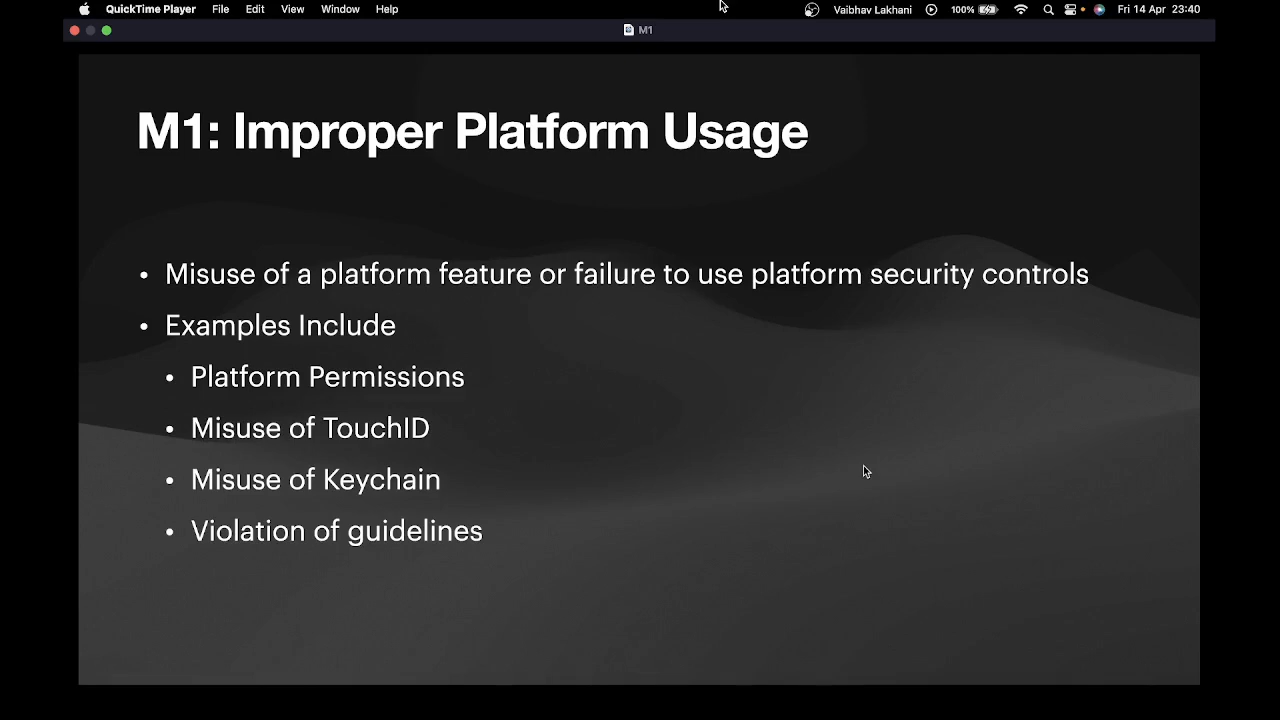 QuickTime Player File Edit View Window Help Vaibhav Lakhani 100% Fri 14 Apr 23:40
M1
M1: Improper Platform Usage
• Misuse of a platform feature or failure to use platform security controls
• Examples Include
• Platform Permissions
• Misuse of TouchID
• Misuse of Keychain
• Violation of guidelines